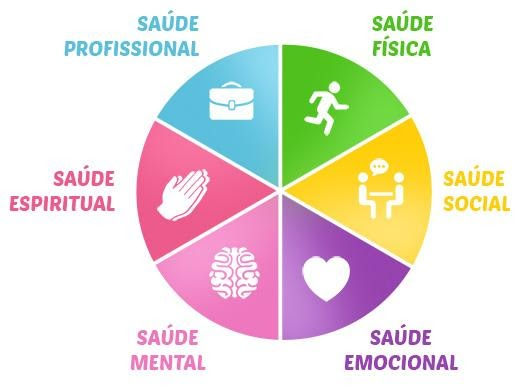 SAÚDE
PROFISSIONAL
SAÚDE
FÍSICA
SAÚDE
ESPIRITUAL
SAÚDE
SOCIAL
SAÚDE
MENTAL
SAÚDE
EMOCIONAL